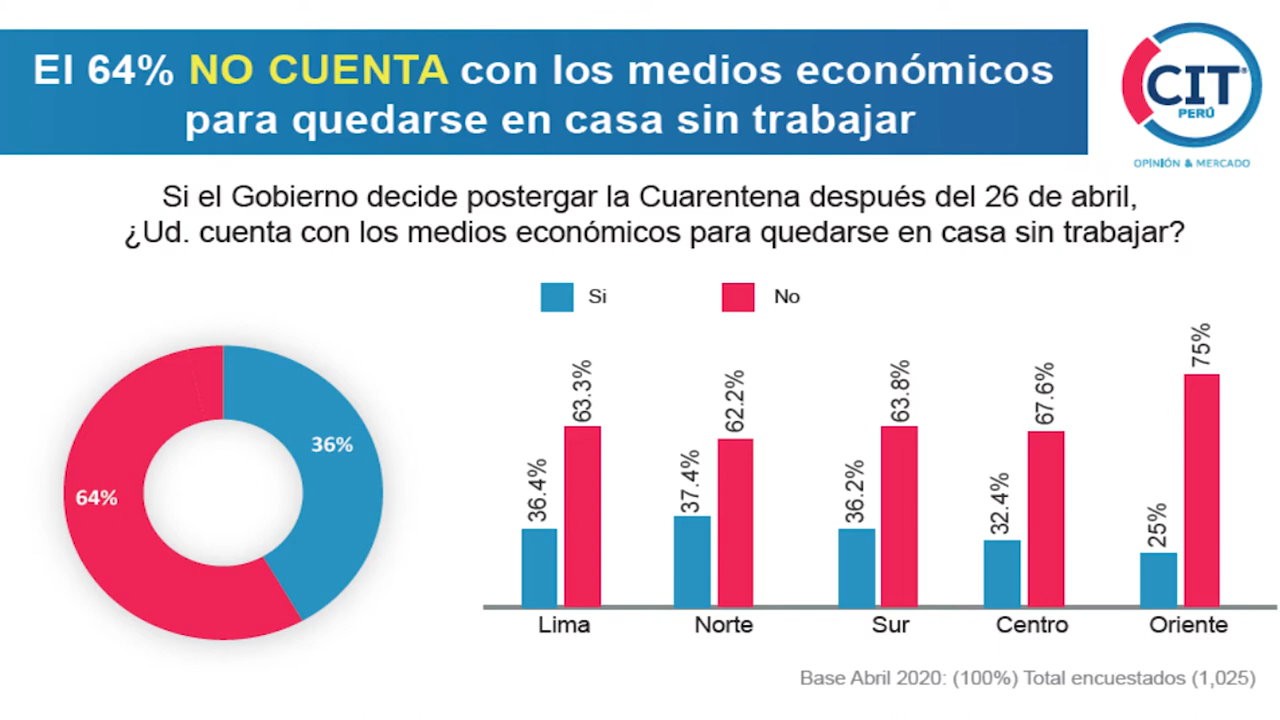 El 64% NO CUENTA con los medios económicos
para quedarse en casa sin trabajar
CIT®
PERÚ
OPINIÓN & MERCADO
Si el Gobierno decide postergar la Cuarentena después del 26 de abril,
¿Ud. cuenta con los medios económicos para quedarse en casa sin trabajar?
Si
No
36%
64%
36.4%
63.3%
37.4%
62.2%
36.2%
63.8%
32.4%
67.6%
25%
75%
Lima
Norte
Sur
Centro
Oriente
Base Abril 2020: (100%) Total encuestados (1,025)